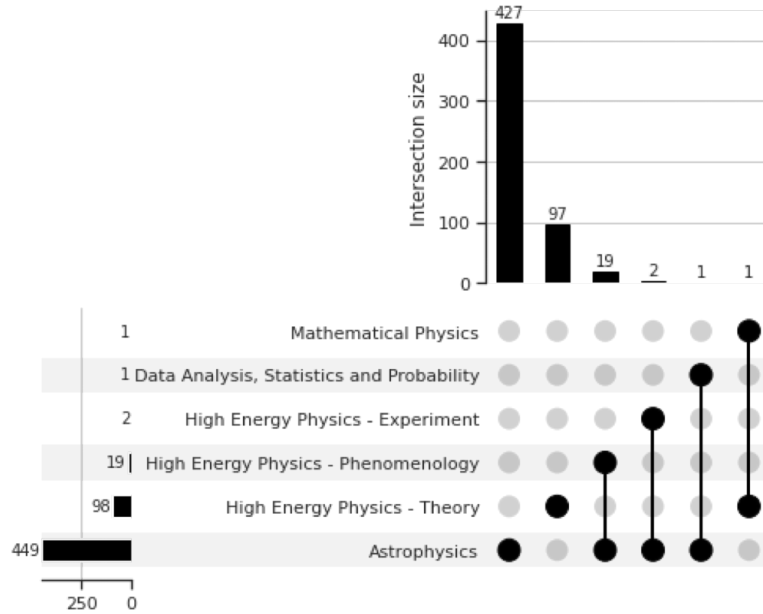 427
400
300
200
100
0
Intersection size
97
19
2
1
1
1 Mathematical Physics
1 Data Analysis, Statistics and Probability
2 High Energy Physics - Experiment
19 High Energy Physics - Phenomenology
98 High Energy Physics - Theory
449 Astrophysics
250 0